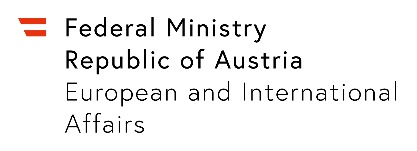 Federal Ministry
Republic of Austria
European and International
Affairs